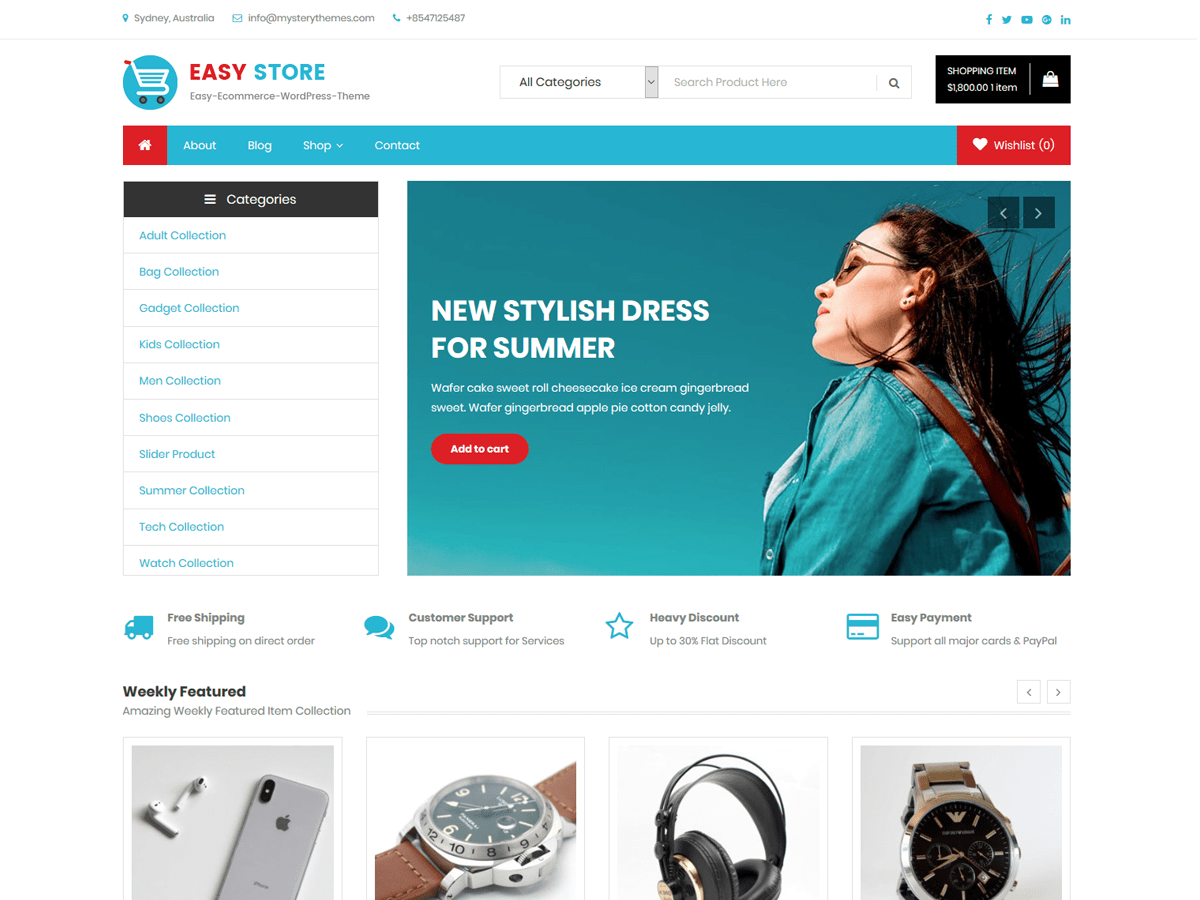 Sydney, Australia info@mysterythemes.com +8547125487
EASY STORE
Easy-Ecommerce-WordPress-Theme
All Categories
Search Product Here
SHOPPING ITEM
$1,800.00 1 item
About Blog Shop Contact
Wishlist (0)
Categories
Adult Collection
Bag Collection
Gadget Collection
Kids Collection
Men Collection
Shoes Collection
Slider Product
Summer Collection
Tech Collection
Watch Collection
NEW STYLISH DRESS
FOR SUMMER
Wafer cake sweet roll cheesecake ice cream gingerbread
sweet. Wafer gingerbread apple pie cotton candy jelly.
Add to cart
Free Shipping
Free shipping on direct order
Customer Support
Top notch support for Services
Heavy Discount
Up to 30% Flat Discount
Easy Payment
Support all major cards & PayPal
Weekly Featured
Amazing Weekly Featured Item Collection
iPhone